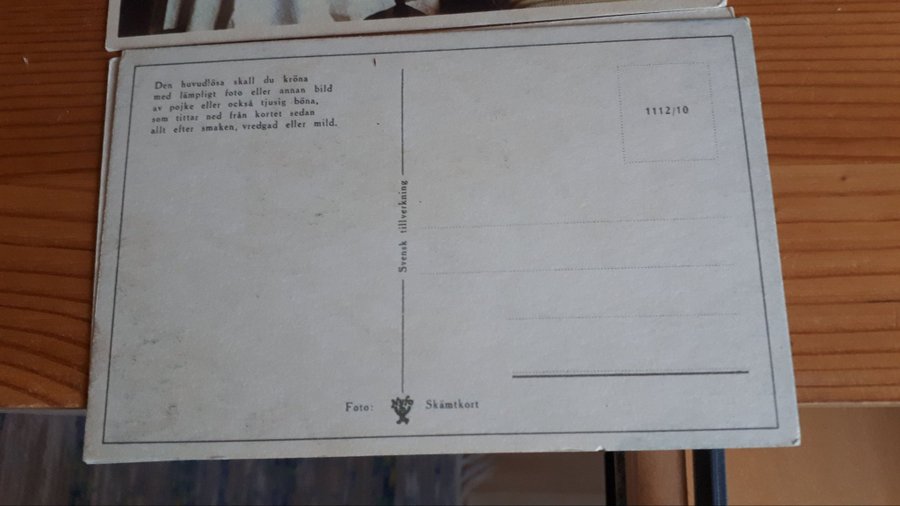 Den huvudlösa skall du kröna
med lämpligt foto eller annan bild
av pojke eller också tjusig böna,
som tittar ned från kortet sedan
allt efter smaken, vredgad eller mild.
Svensk tillverkning
1112/10
Foto:
Skämtkort